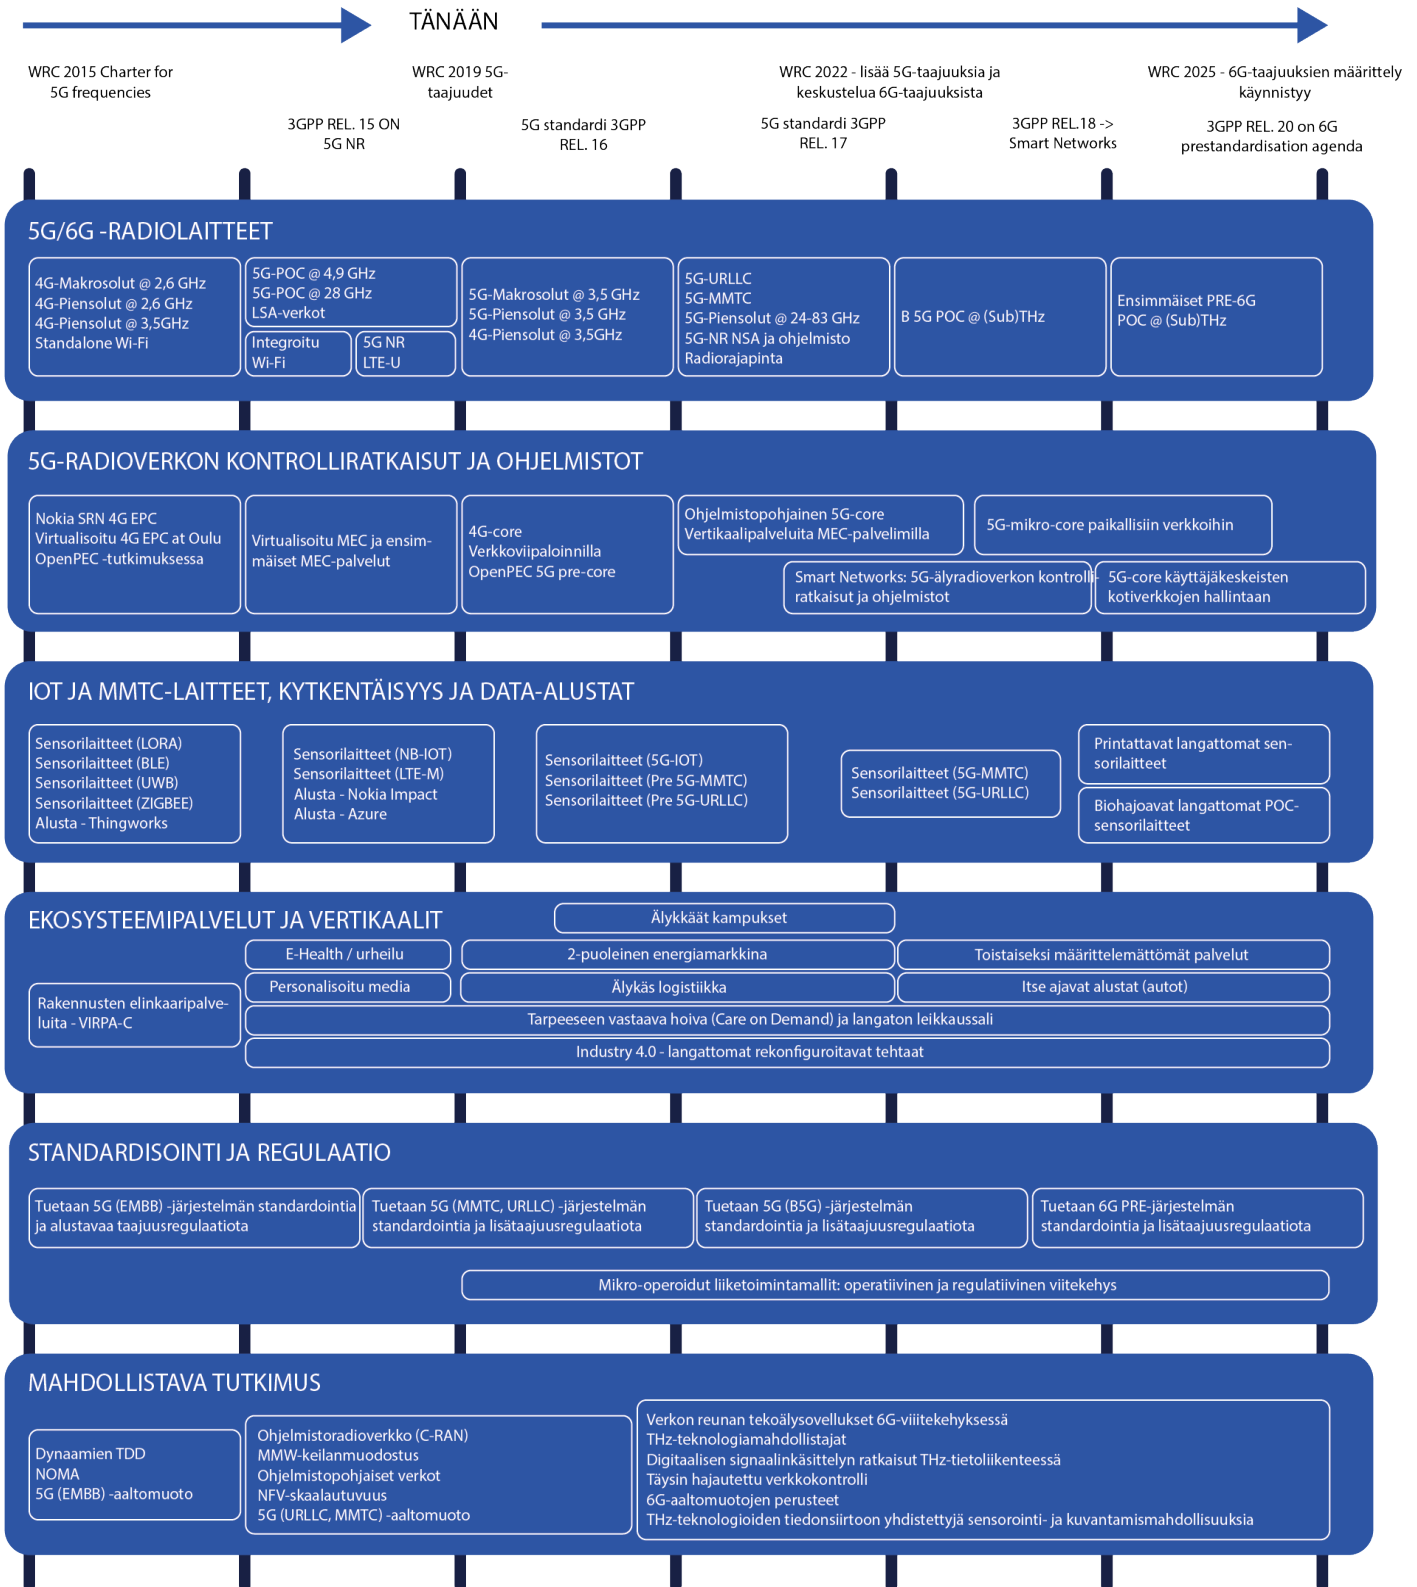 TÄNÄÄN
WRC 2015 Charter for
5G frequencies
WRC 2019 5G-
taajuudet
WRC 2022 - lisää 5G-taajuuksia ja
keskustelua 6G-taajuuksista
WRC 2025 - 6G-taajuuksien määrittely
käynnistyy
3GPP REL. 15 ON
5G NR
5G standardi 3GPP
REL. 16
5G standardi 3GPP
REL. 17
3GPP REL.18 ->
Smart Networks
3GPP REL. 20 on 6G
prestandardisation agenda
5G/6G -RADIOLAITTEET
4G-Makrosolut @ 2,6 GHz
4G-Piensolut @ 2,6 GHz
4G-Piensolut @ 3,5GHz
Standalone Wi-Fi
5G-POC @ 4,9 GHz
5G-POC @ 28 GHz
LSA-verkot
Integroitu
Wi-Fi
5G NR
LTE-U
5G-Makrosolut @ 3,5 GHz
5G-Piensolut @ 3,5 GHz
4G-Piensolut @ 3,5GHz
5G-URLLC
5G-MMTC
5G-Piensolut @ 24-83 GHz
5G-NR NSA ja ohjelmisto
Radiorajapinta
B 5G POC @ (Sub)THz
Ensimmäiset PRE-6G
POC @ (Sub)THz
5G-RADIOVERKON KONTROLLIRATKAISUT JA OHJELMISTOT
Nokia SRN 4G EPC
Virtualisoitu 4G EPC at Oulu
OpenPEC -tutkimuksessa
Virtualisoitu MEC ja ensim-
mäiset MEC-palvelut
4G-core
Verkkoviipaloinnilla
OpenPEC 5G pre-core
Ohjelmistopohjainen 5G-core
Vertikaalipalveluita MEC-palvelimilla
5G-mikro-core paikallisiin verkkoihin
Smart Networks: 5G-älyradioverkon kontrolli-
ratkaisut ja ohjelmistot
5G-core käyttäjäkeskeisten
kotiverkkojen hallintaan
IOT JA MMTC-LAITTEET, KYTKENTÄISYYS JA DATA-ALUSTAT
Sensorilaitteet (LORA)
Sensorilaitteet (BLE)
Sensorilaitteet (UWB)
Sensorilaitteet (ZIGBEE)
Alusta - Thingworks
Sensorilaitteet (NB-IOT)
Sensorilaitteet (LTE-M)
Alusta - Nokia Impact
Alusta - Azure
Sensorilaitteet (5G-IOT)
Sensorilaitteet (Pre 5G-MMTC)
Sensorilaitteet (Pre 5G-URLLC)
Sensorilaitteet (5G-MMTC)
Sensorilaitteet (5G-URLLC)
Printattavat langattomat sen-
sorilaitteet
Biohajoavat langattomat POC-
sensorilaitteet
EKOSYSTEEMIPALVELUT JA VERTIKAALIT
Älykkäät kampukset
E-Health / urheilu
2-puoleinen energiamarkkina
Toistaiseksi määrittelemättömät palvelut
Personalisoitu media
Älykäs logistiikka
Itse ajavat alustat (autot)
Rakennusten elinkaaripalve-
luita - VIRPA-C
Tarpeeseen vastaava hoiva (Care on Demand) ja langaton leikkaussali
Industry 4.0 - langattomat rekonfiguroitavat tehtaat
STANDARDISOINTI JA REGULAATIO
Tuetaan 5G (EMBB) -järjestelmän standardointia
ja alustavaa taajuusregulaatiota
Tuetaan 5G (MMTC, URLLC) -järjestelmän
standardointia ja lisätaajuusregulaatiota
Tuetaan 5G (B5G) -järjestelmän
standardointia ja lisätaajuusregulaatiota
Tuetaan 6G PRE-järjestelmän
standardointia ja lisätaajuusregulaatiota
Mikro-operoidut liiketoimintamallit: operatiivinen ja regulatiivinen viitekehys
MAHDOLLISTAVA TUTKIMUS
Dynaamien TDD
NOMA
5G (EMBB) -aaltomuoto
Ohjelmistoradioverkko (C-RAN)
MMW-keilanmuodostus
Ohjelmistopohjaiset verkot
NFV-skaalautuvuus
5G (URLLC, MMTC) -aaltomuoto
Verkon reunan tekoälysovellukset 6G-viiitekehyksessä
THz-teknologiamahdollistajat
Digitaalisen signaalinkäsittelyn ratkaisut THz-tietoliikenteessä
Täysin hajautettu verkkokontrolli
6G-aaltomuotojen perusteet
THz-teknologioiden tiedonsiirtoon yhdistettyjä sensorointi- ja kuvantamismahdollisuuksia